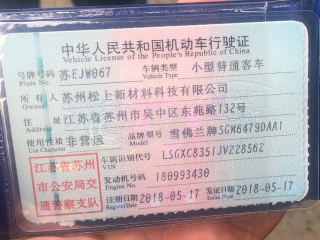 中华人民共和国机动车行驶证
Vehicle License of the People's Republic of China
号牌号码 苏EJW067 车辆类型 小型普通客车
Plate No. Vehicle Type
所有人 苏州松上新材料科技有限公司
Owner
住址 江苏省苏州市吴中区东苑路132号
Address
使用性质 非营运 品牌型号 雪佛兰牌SGM6479DAA1
Use Character Model
江苏省苏州
市公安局交
通警察支队
车辆识别代号 LSGXC8351JV228562
VIN
发动机号码 180993430
Engine No.
注册日期 2018-05-17 发证日期 2018-05-17
Register Date Issue Date